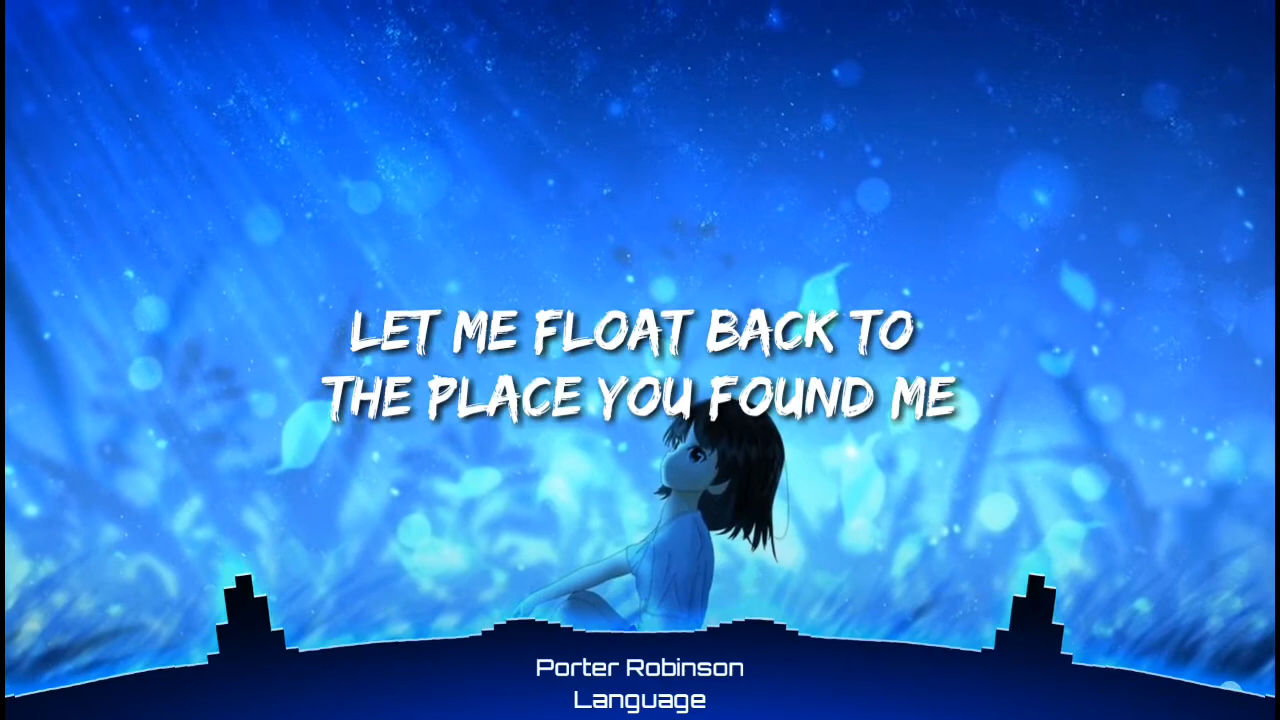 LET ME FLOAT BACK TO
THE PLACE YOU FOUND ME
Porter Robinson
Language